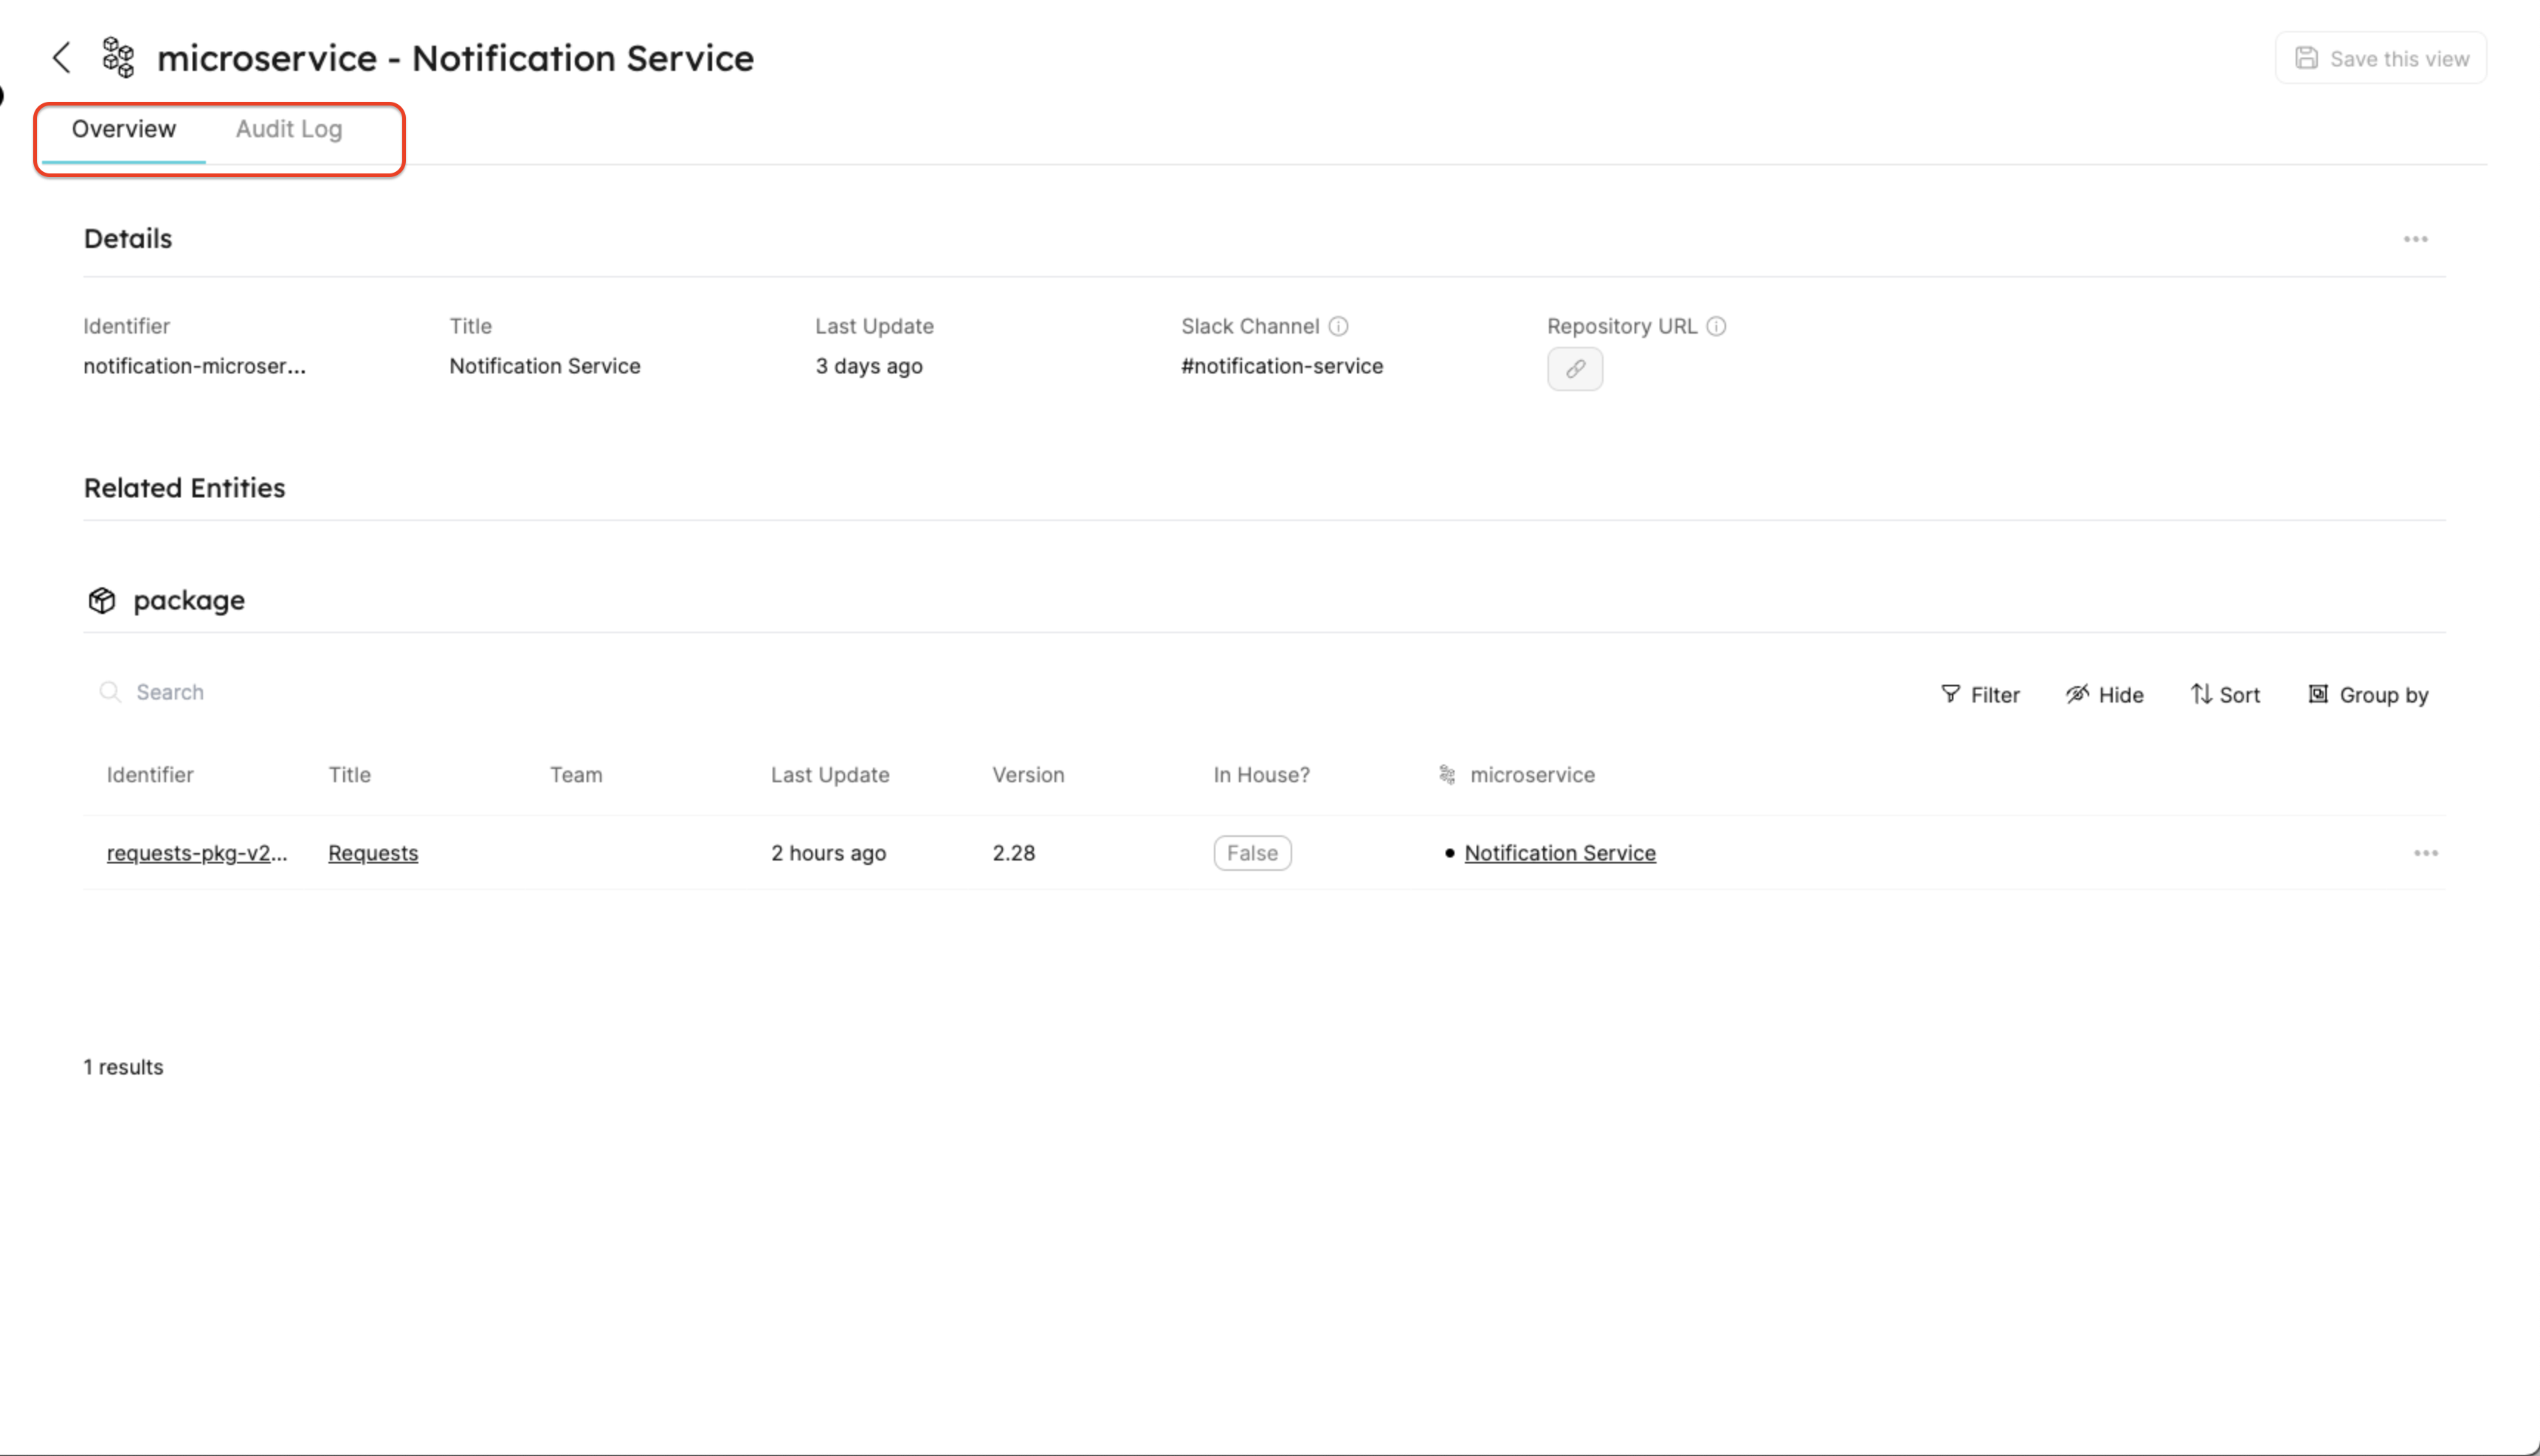 microservice - Notification Service
Save this view
Overview Audit Log
Details
Identifier Title Last Update Slack Channel Repository URL
notification-microser... Notification Service 3 days ago #notification-service
Related Entities
package
Search Filter Hide Sort Group by
Identifier Title Team Last Update Version In House? microservice
requests-pkg-v2... Requests 2 hours ago 2.28 False Notification Service
1 results